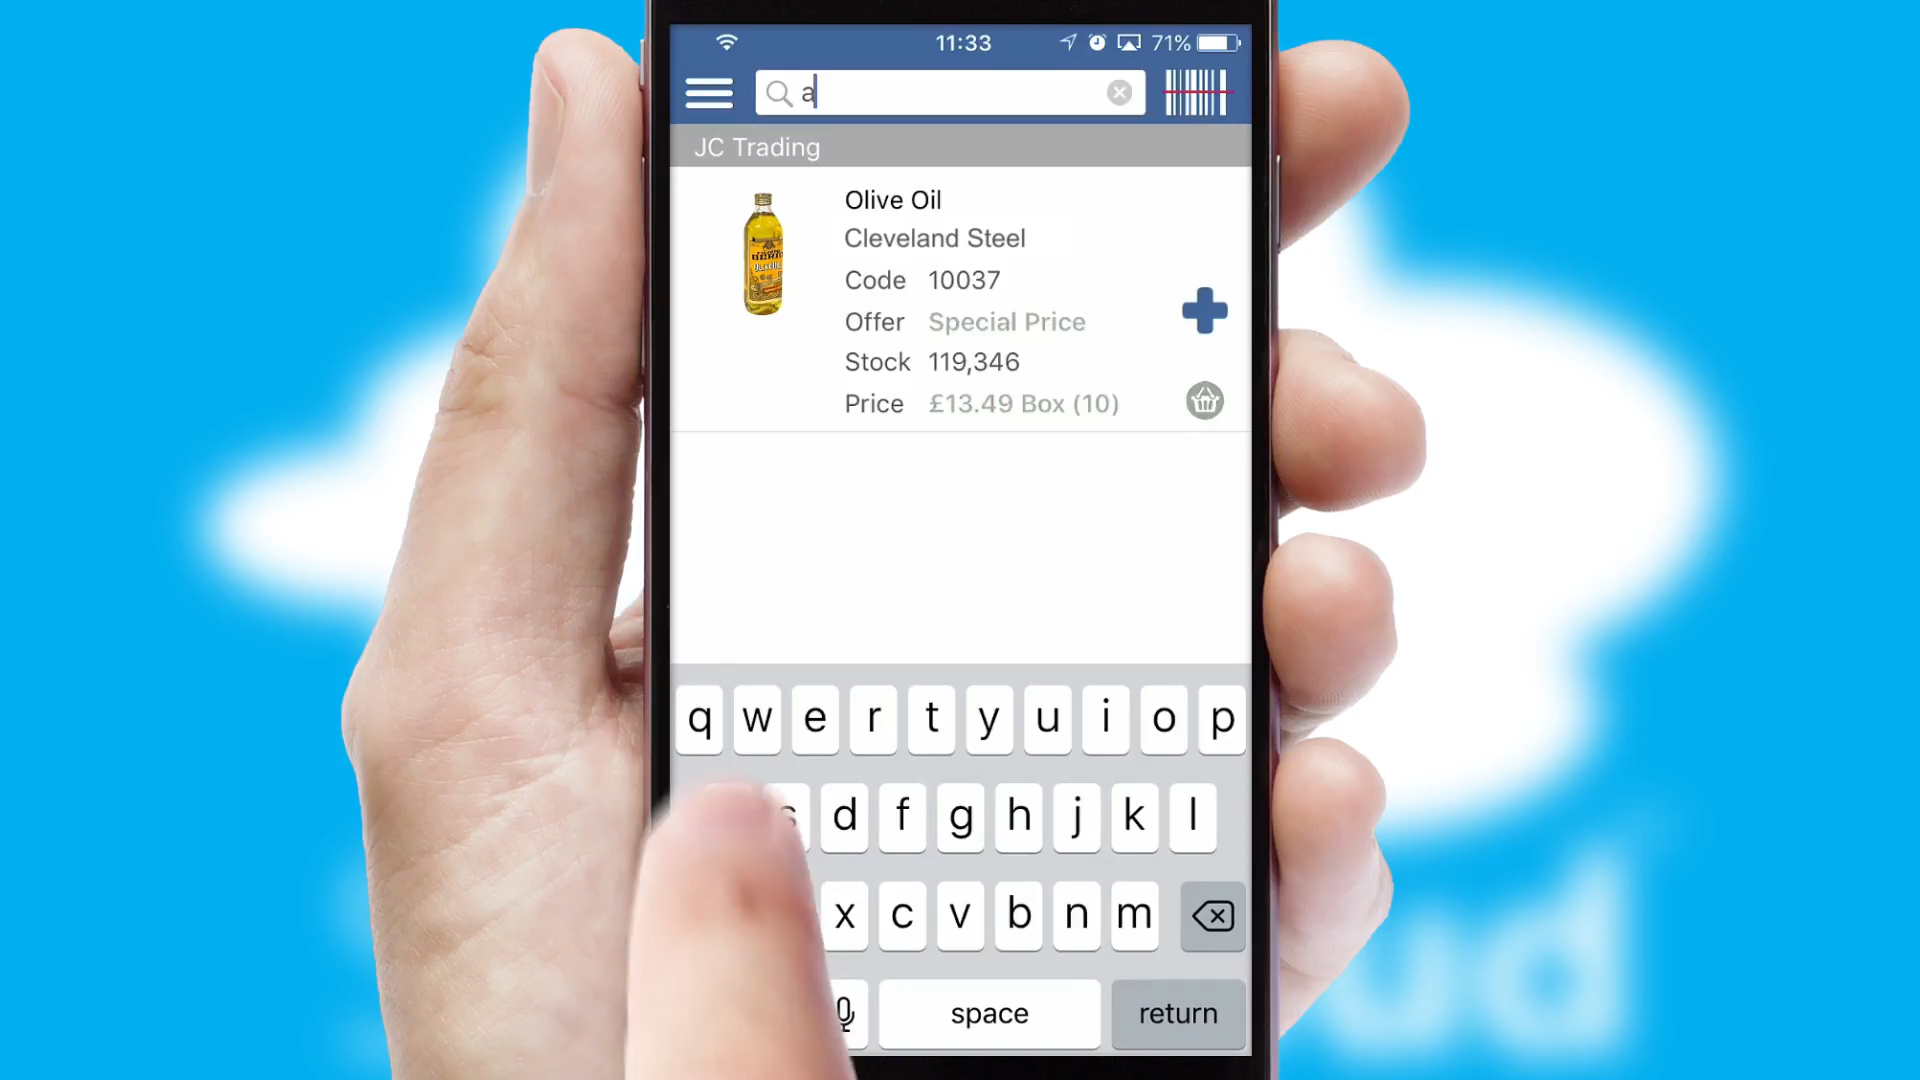 11:33 71%
a
JC Trading
Olive Oil
Cleveland Steel
Code 10037
Offer Special Price
Stock 119,346
Price £13.49 Box (10)
q w e r t y u i o p
s d f g h j k l
x c v b n m
space return
ud